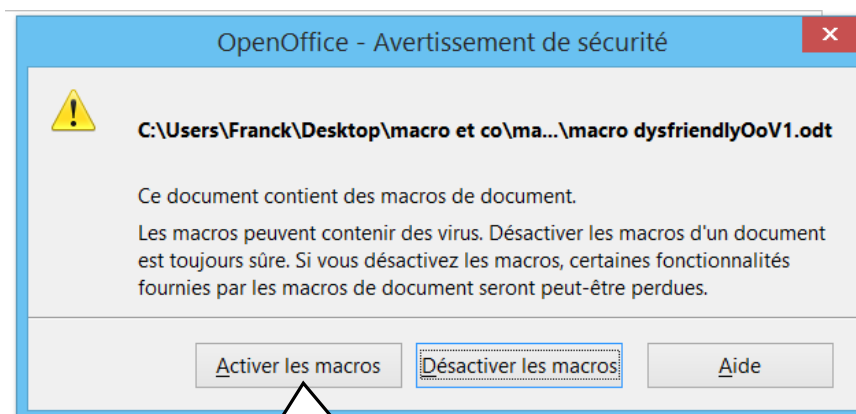 OpenOffice - Avertissement de sécurité
C:\Users\Franck\Desktop\macro et co\ma...\macro dysfriendlyOoV1.odt
Ce document contient des macros de document.
Les macros peuvent contenir des virus. Désactiver les macros d'un document
est toujours sûre. Si vous désactivez les macros, certaines fonctionnalités
fournies par les macros de document seront peut-être perdues.
Activer les macros Désactiver les macros Aide